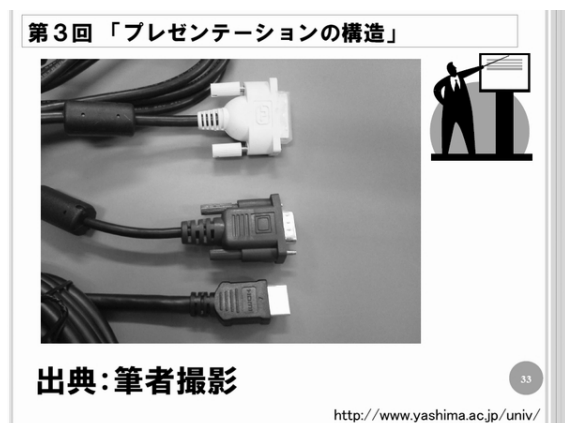 第3回 「プレゼンテーションの構造」
HDMI
出典:筆者撮影
33
http://www.yashima.ac.jp/univ/